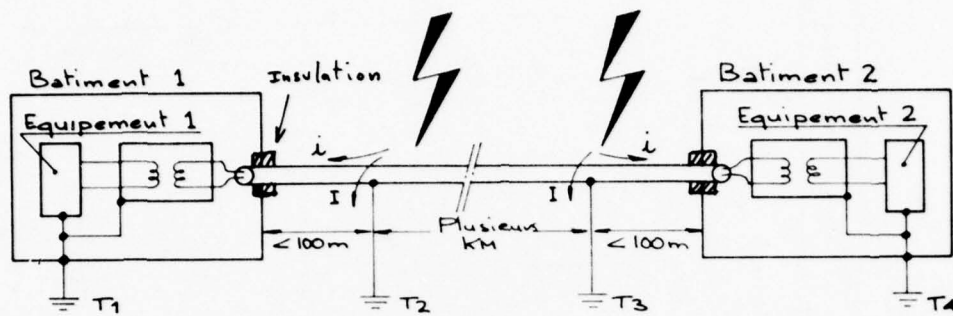 Batiment 1
Insulation
Batiment 2
Equipement 1
Equipement 2
i
i
I
I
<100m
Plusieurs
KM
<100m
T1
T2
T3
T4